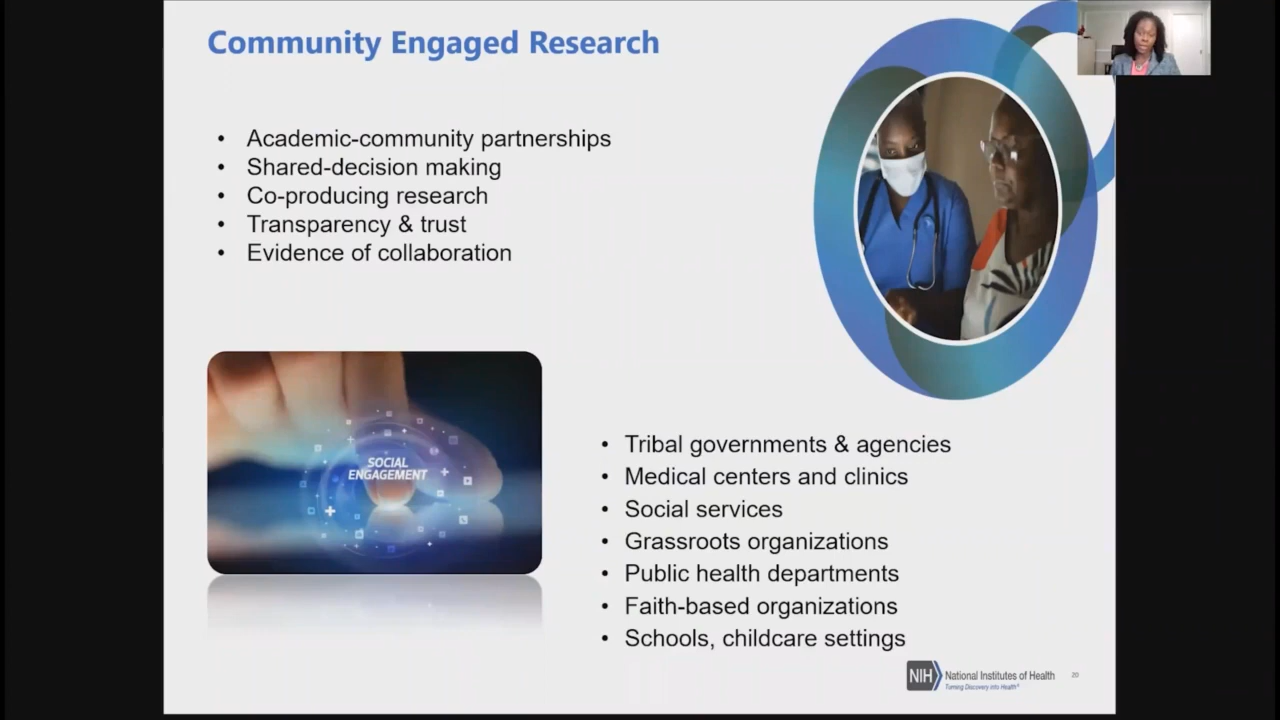 Community Engaged Research
• Academic-community partnerships
• Shared-decision making
• Co-producing research
• Transparency & trust
• Evidence of collaboration
SOCIAL
ENGAGEMENT
• Tribal governments & agencies
• Medical centers and clinics
• Social services
• Grassroots organizations
• Public health departments
• Faith-based organizations
• Schools, childcare settings
NIH National Institutes of Health
Turning Discovery Into Health®
20